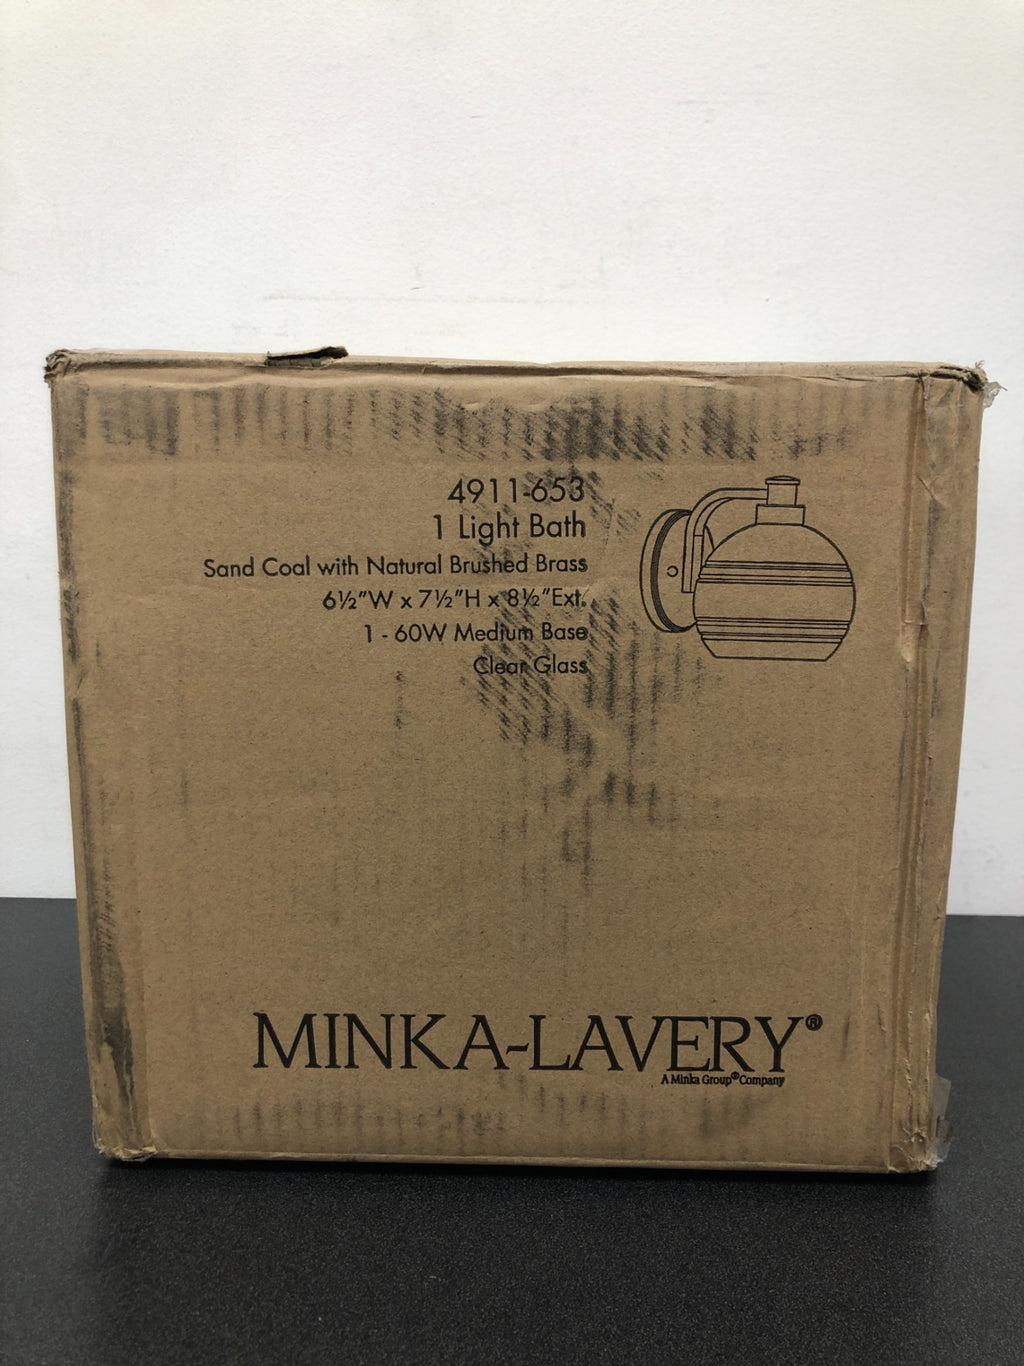 4911-653
1 Light Bath
Sand Coal with Natural Brushed Brass
6½"W x 7½"H x 8½"Ext.
1 - 60W Medium Base
Clear Glass
MINKA-LAVERY®
A Minka Group® Company